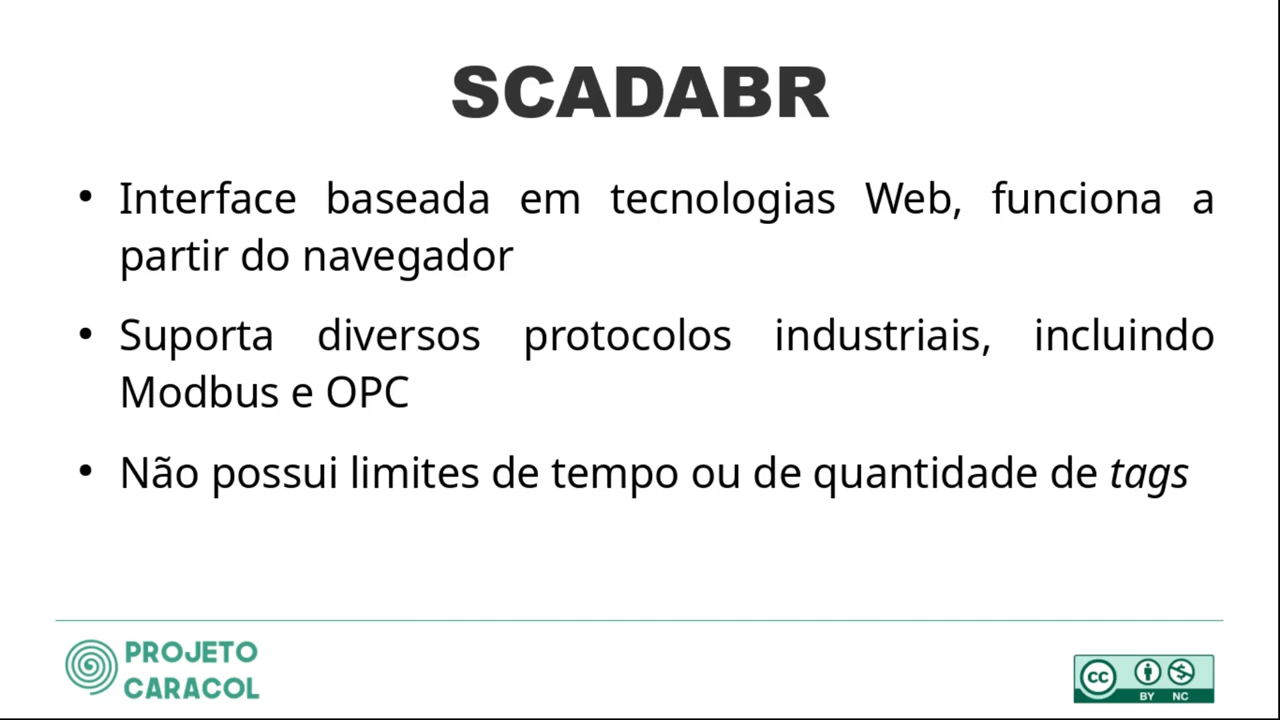 SCADABR
• Interface baseada em tecnologias Web, funciona a
partir do navegador
• Suporta diversos protocolos industriais, incluindo
Modbus e OPC
• Não possui limites de tempo ou de quantidade de tags
PROJETO
CARACOL
cc
BY NC